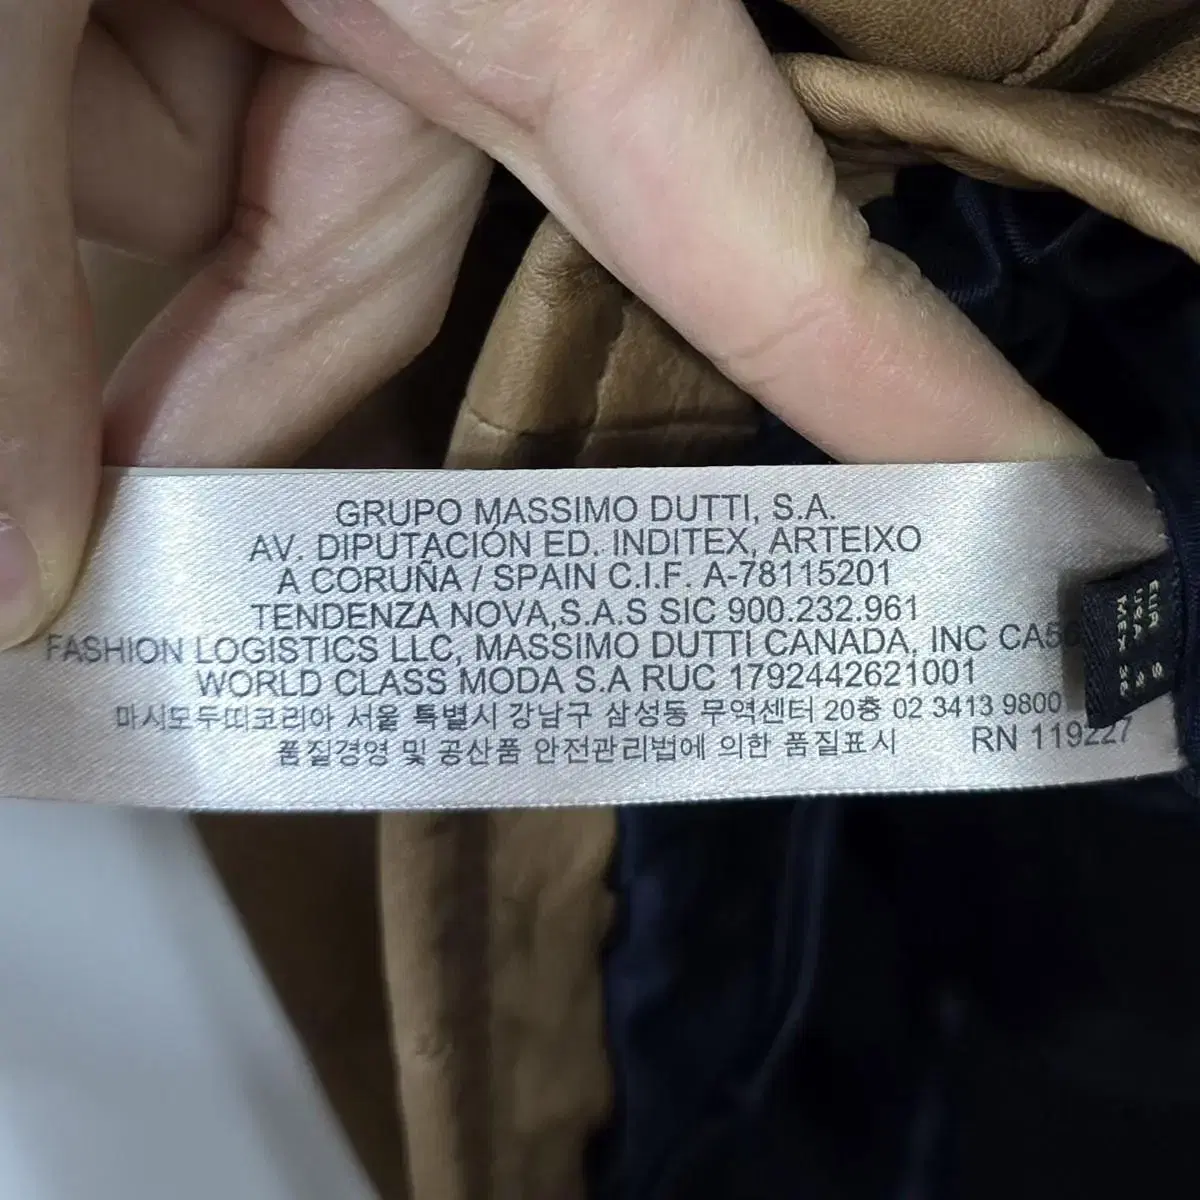 GRUPO MASSIMO DUTTI, S.A.
AV. DIPUTACIÓN ED. INDITEX, ARTEIXO
A CORUÑA / SPAIN C.I.F. A-78115201
TENDENZA NOVA,S.A.S SIC 900.232.961
FASHION LOGISTICS LLC, MASSIMO DUTTI CANADA, INC
WORLD CLASS MODA S.A RUC 1792442621001
마시모두띠코리아 서울 특별시 강남구 삼성동 무역센터 20층 02 3413 9800
품질경영 및 공산품 안전관리법에 의한 품질표시 RN 119227
EUR S
USA S
MEX